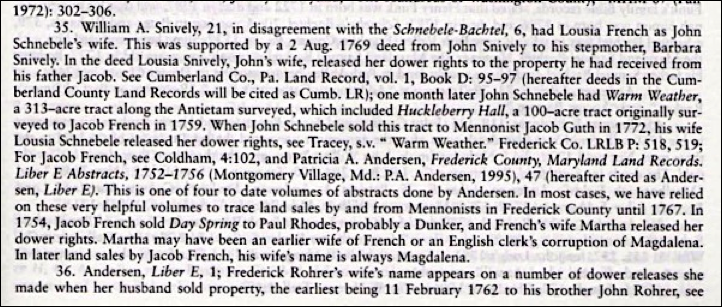 1972): 302–306.
35. William A. Snively, 21, in disagreement with the Schnebele-Bachtel, 6, had Lousia French as John
Schnebele's wife. This was supported by a 2 Aug. 1769 deed from John Snively to his stepmother, Barbara
Snively. In the deed Lousia Snively, John's wife, released her dower rights to the property he had received from
his father Jacob. See Cumberland Co., Pa. Land Record, vol. 1, Book D: 95–97 (hereafter deeds in the Cum-
berland County Land Records will be cited as Cumb. LR); one month later John Schnebele had Warm Weather,
a 313–acre tract along the Antietam surveyed, which included Huckleberry Hall, a 100–acre tract originally sur-
veyed to Jacob French in 1759. When John Schnebele sold this tract to Mennonist Jacob Guth in 1772, his wife
Lousia Schnebele released her dower rights, see Tracey, s.v. “ Warm Weather.” Frederick Co. LRLB P: 518, 519;
For Jacob French, see Coldham, 4:102, and Patricia A. Andersen, Frederick County, Maryland Land Records.
Liber E Abstracts, 1752–1756 (Montgomery Village, Md.: P.A. Andersen, 1995), 47 (hereafter cited as Ander-
sen, Liber E). This is one of four to date volumes of abstracts done by Andersen. In most cases, we have relied
on these very helpful volumes to trace land sales by and from Mennonists in Frederick County until 1767. In
1754, Jacob French sold Day Spring to Paul Rhodes, probably a Dunker, and French's wife Martha released her
dower rights. Martha may have been an earlier wife of French or an English clerk's corruption of Magdalena.
In later land sales by Jacob French, his wife's name is always Magdalena.
36. Andersen, Liber E, 1; Frederick Rohrer's wife's name appears on a number of dower releases she
made when her husband sold property, the earliest being 11 February 1762 to his brother John Rohrer, see